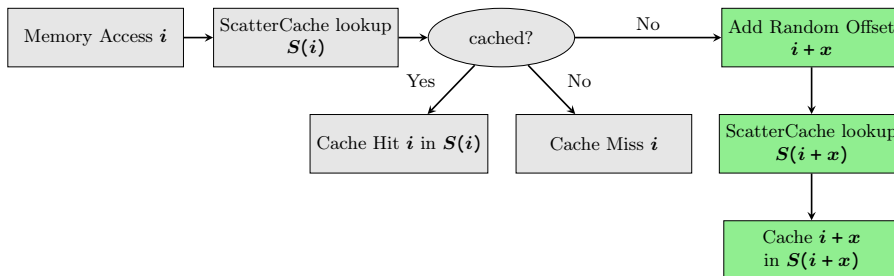 Memory Access i
ScatterCache lookup
S(i)
cached?
No
Add Random Offset
i + x
Yes
No
Cache Hit i in S(i)
Cache Miss i
ScatterCache lookup
S(i + x)
Cache i + x
in S(i + x)